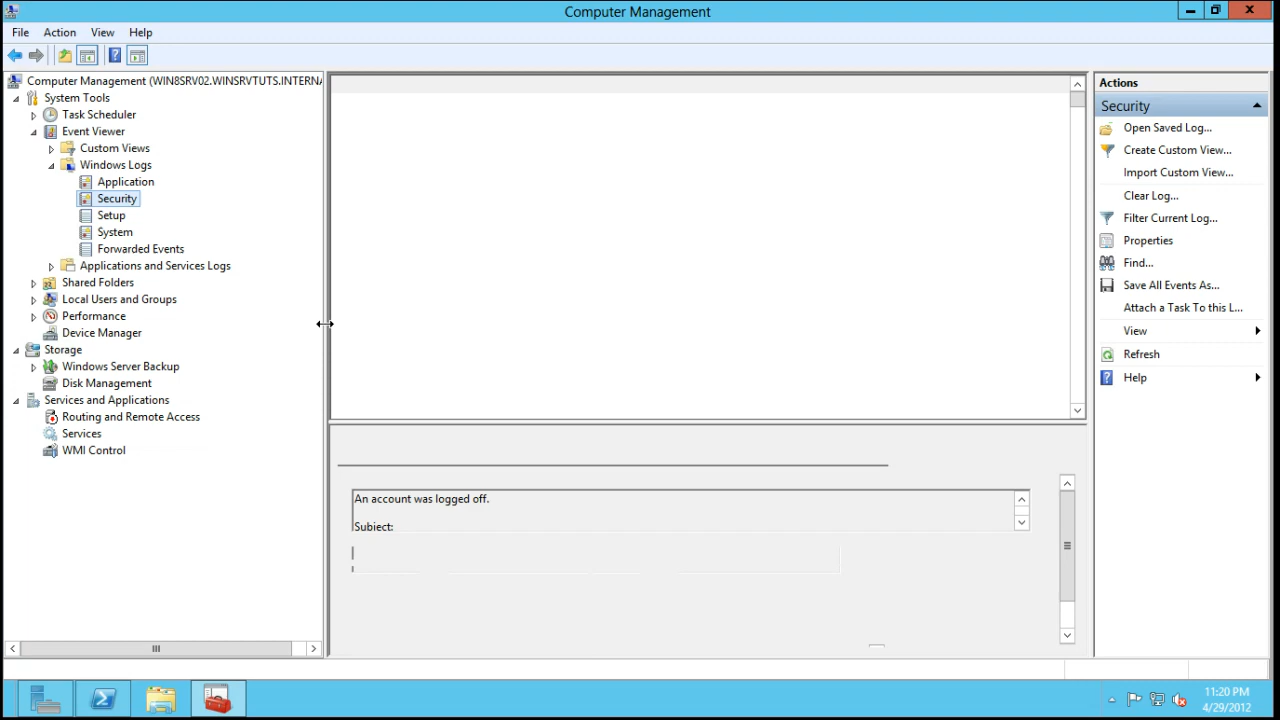 Computer Management
File Action View Help
Computer Management (WIN8SRV02.WINSRVTUTS.INTERNA
System Tools
Task Scheduler
Event Viewer
Custom Views
Windows Logs
Application
Security
Setup
System
Forwarded Events
Applications and Services Logs
Shared Folders
Local Users and Groups
Performance
Device Manager
Storage
Windows Server Backup
Disk Management
Services and Applications
Routing and Remote Access
Services
WMI Control
An account was logged off.
Subject:
Actions
Security
Open Saved Log...
Create Custom View...
Import Custom View...
Clear Log...
Filter Current Log...
Properties
Find...
Save All Events As...
Attach a Task To this L...
View
Refresh
Help
11:20 PM
4/29/2012